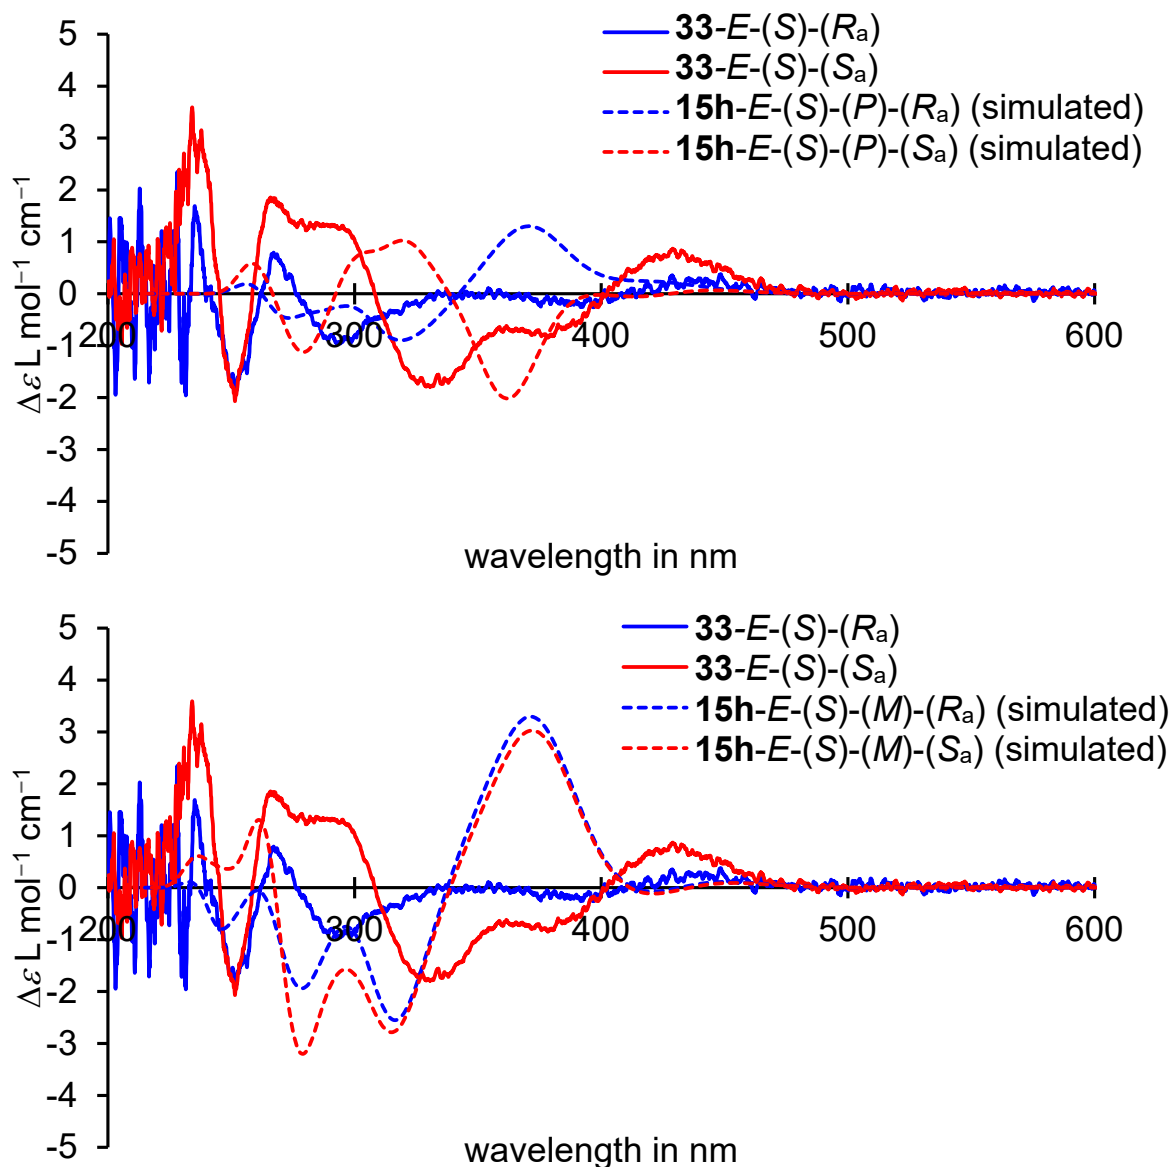 33-E-(S)-(Ra)
33-E-(S)-(Sa)
15h-E-(S)-(P)-(Ra) (simulated)
15h-E-(S)-(P)-(Sa) (simulated)
5
4
3
2
1
0
-1
-2
-3
-4
-5
200
300
400
500
600
Δε L mol−1 cm−1
wavelength in nm
33-E-(S)-(Ra)
33-E-(S)-(Sa)
15h-E-(S)-(M)-(Ra) (simulated)
15h-E-(S)-(M)-(Sa) (simulated)
5
4
3
2
1
0
-1
-2
-3
-4
-5
200
300
400
500
600
Δε L mol−1 cm−1
wavelength in nm